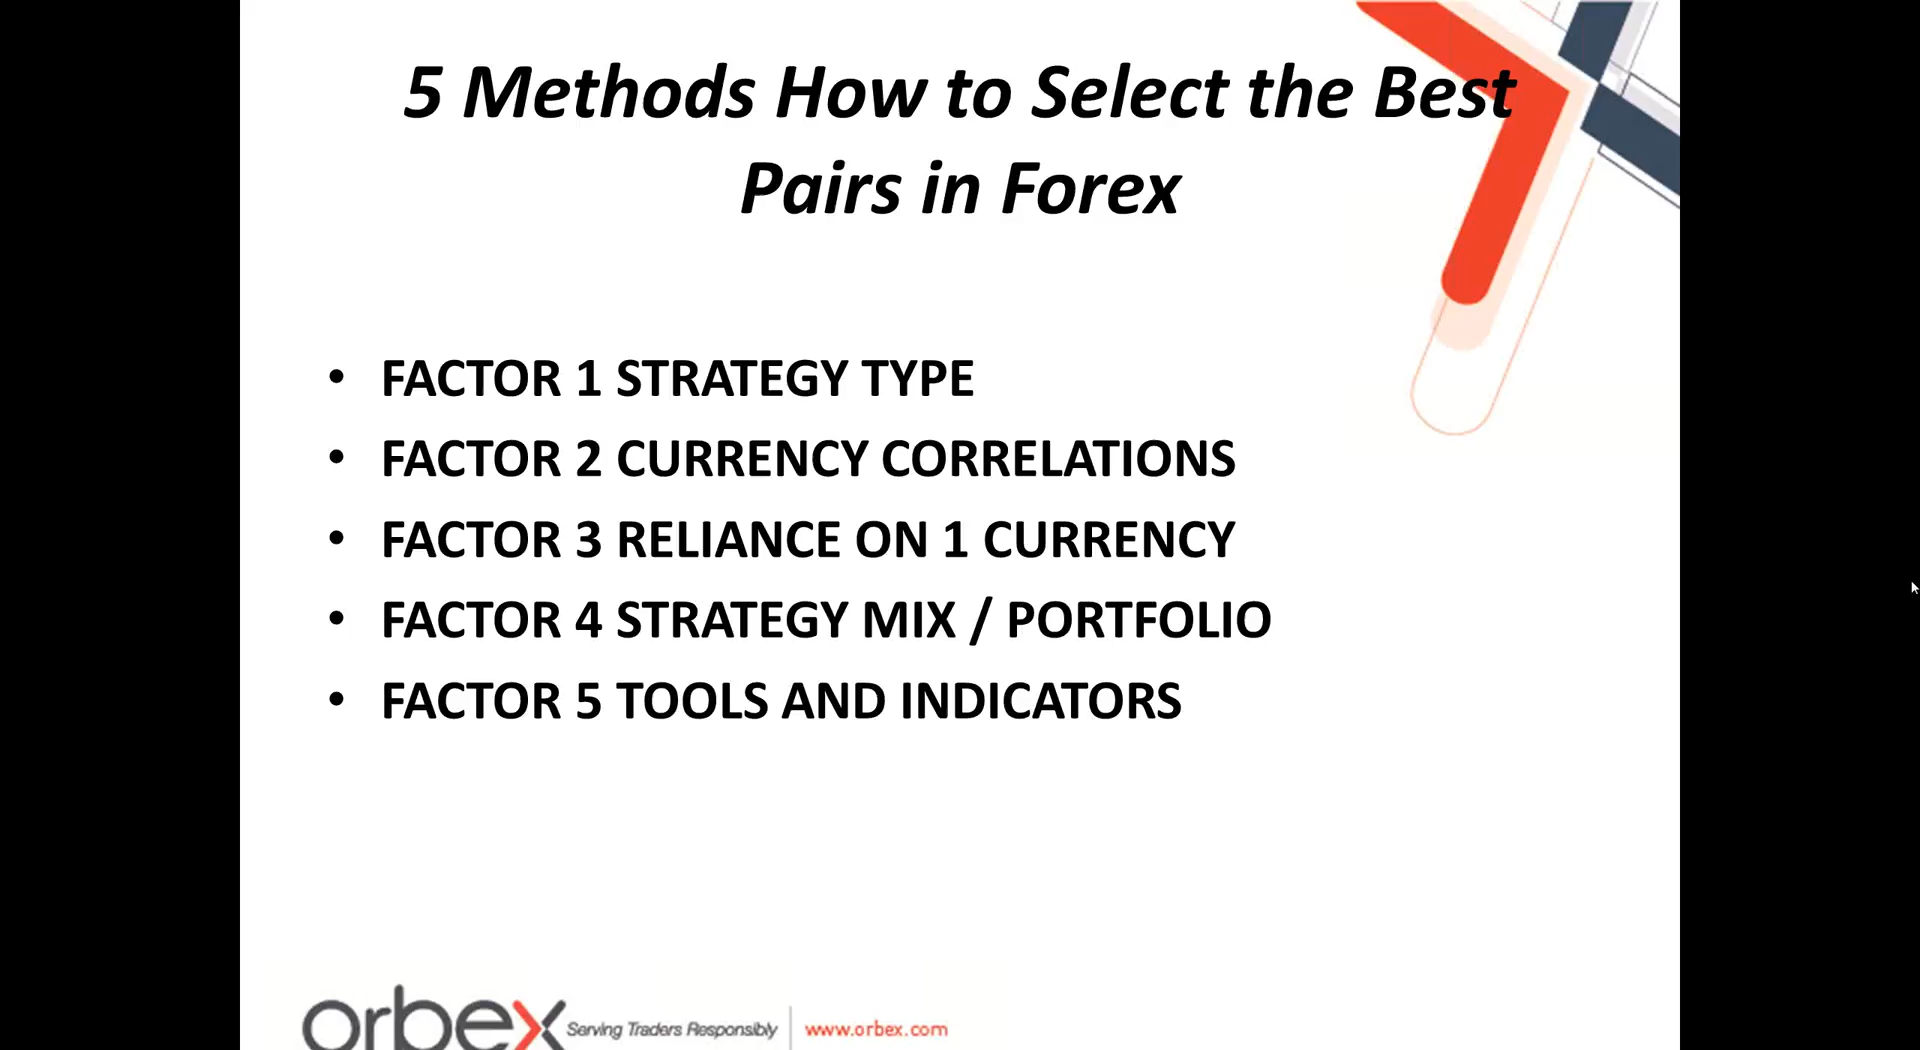 5 Methods How to Select the Best
Pairs in Forex
• FACTOR 1 STRATEGY TYPE
• FACTOR 2 CURRENCY CORRELATIONS
• FACTOR 3 RELIANCE ON 1 CURRENCY
• FACTOR 4 STRATEGY MIX / PORTFOLIO
• FACTOR 5 TOOLS AND INDICATORS
orbex Serving Traders Responsibly www.orbex.com